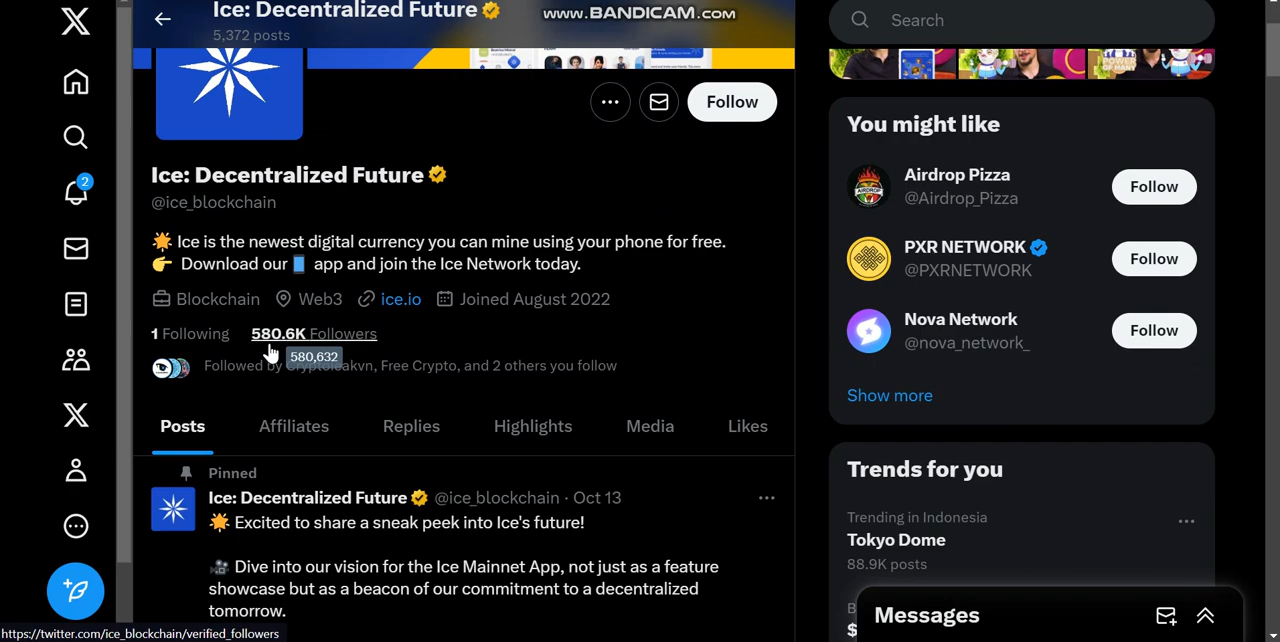 Ice: Decentralized Future
5,372 posts
www.BANDICAM.com
Follow
Ice: Decentralized Future
@ice_blockchain
Ice is the newest digital currency you can mine using your phone for free.
Download our app and join the Ice Network today.
Blockchain Web3 ice.io Joined August 2022
1 Following 580.6K Followers
580,632
Followed by Cryptoleakvn, Free Crypto, and 2 others you follow
Posts Affiliates Replies Highlights Media Likes
Pinned
Ice: Decentralized Future @ice_blockchain · Oct 13
Excited to share a sneak peek into Ice's future!
Dive into our vision for the Ice Mainnet App, not just as a feature
showcase but as a beacon of our commitment to a decentralized
tomorrow.
2
https://twitter.com/ice_blockchain/verified_followers
Search
POWER
OF
MANY
You might like
Airdrop Pizza
@Airdrop_Pizza
Follow
PXR NETWORK
@PXRNETWORK
Follow
Nova Network
@nova_network_
Follow
Show more
Trends for you
Trending in Indonesia
Tokyo Dome
88.9K posts
Messages